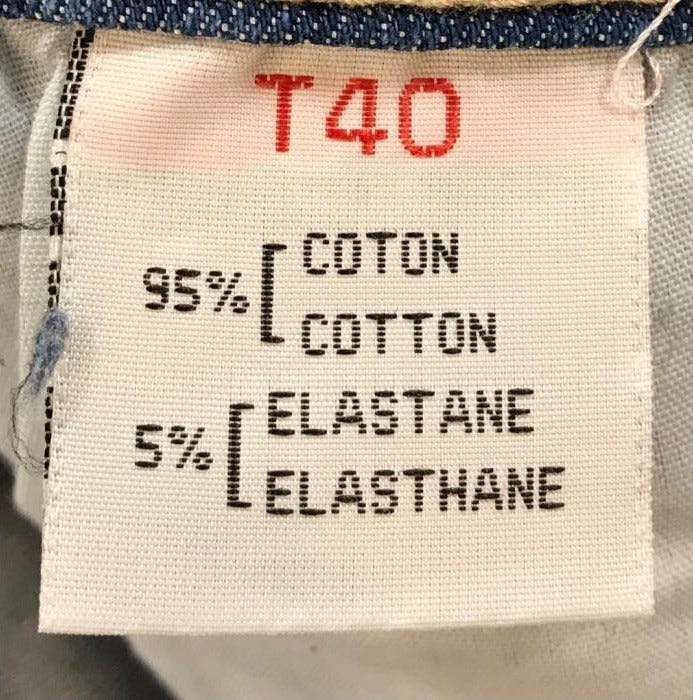 T40
95% [ COTON
COTTON
5% [ ELASTANE
ELASTHANE